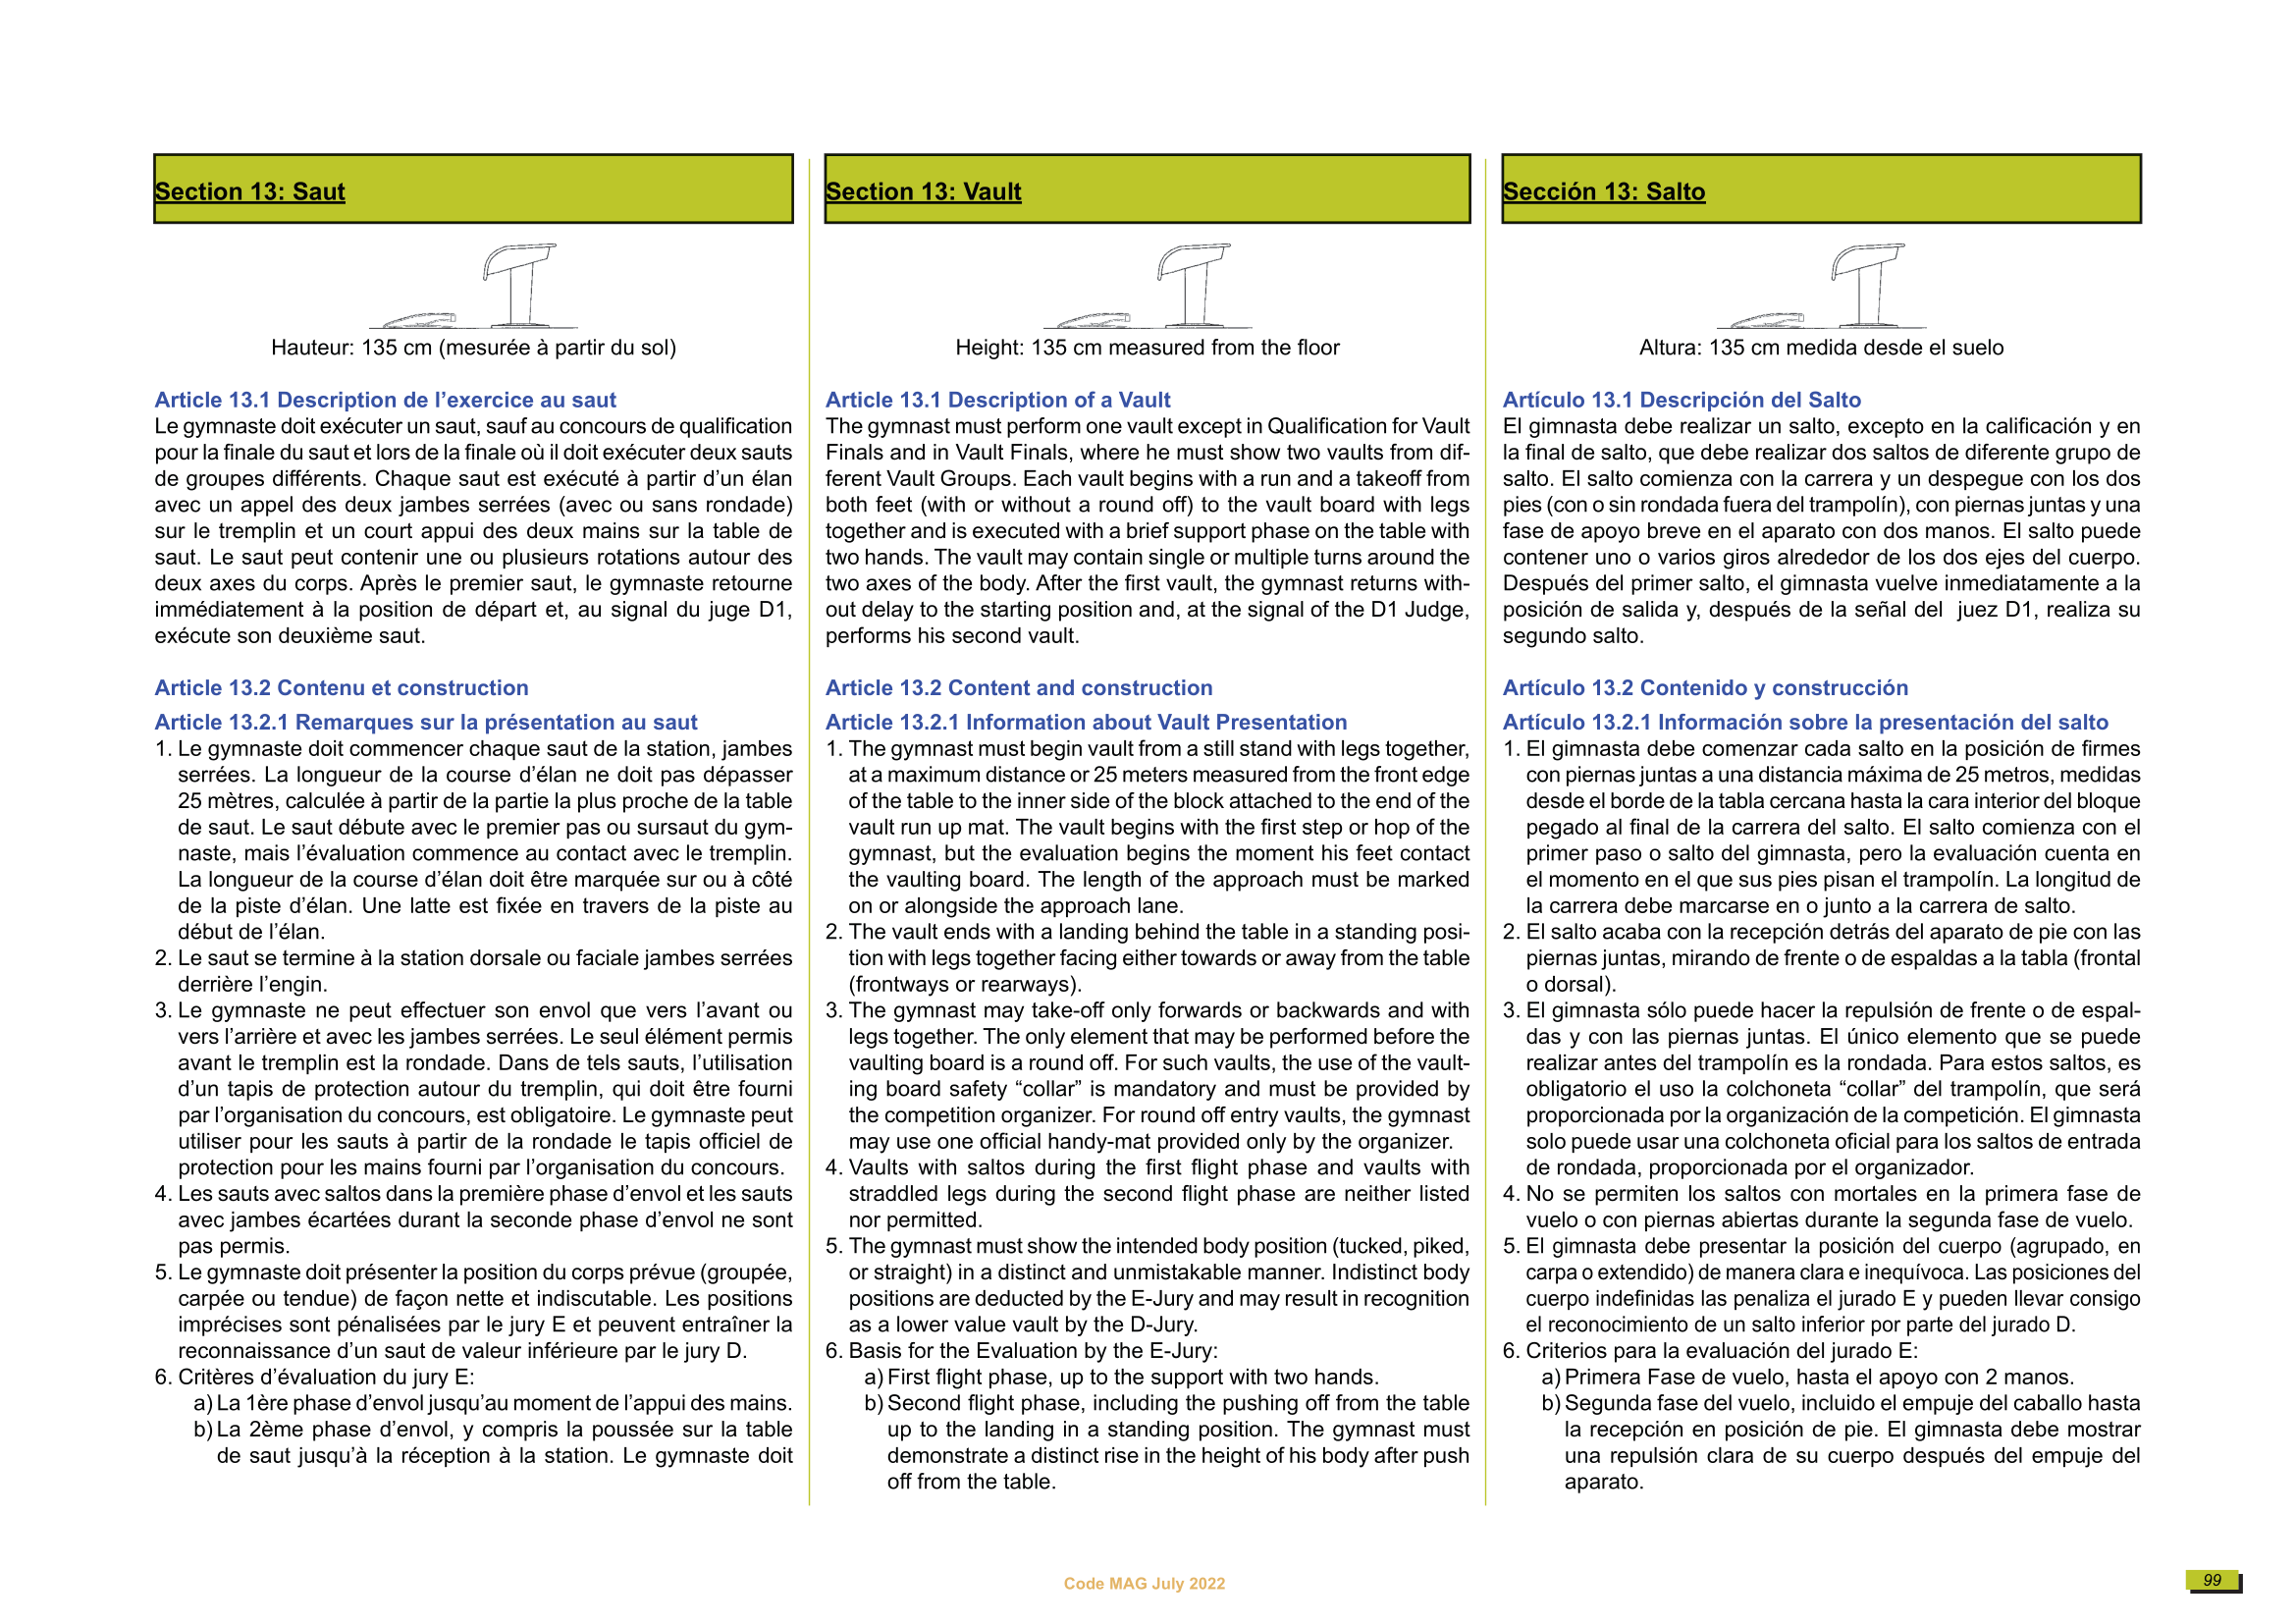 Section 13: Saut
Hauteur: 135 cm (mesurée à partir du sol)
Article 13.1 Description de l’exercice au saut
Le gymnaste doit exécuter un saut, sauf au concours de qualification
pour la finale du saut et lors de la finale où il doit exécuter deux sauts
de groupes différents. Chaque saut est exécuté à partir d’un élan
avec un appel des deux jambes serrées (avec ou sans rondade)
sur le tremplin et un court appui des deux mains sur la table de
saut. Le saut peut contenir une ou plusieurs rotations autour des
deux axes du corps. Après le premier saut, le gymnaste retourne
immédiatement à la position de départ et, au signal du juge D1,
exécute son deuxième saut.
Article 13.2 Contenu et construction
Article 13.2.1 Remarques sur la présentation au saut
1. Le gymnaste doit commencer chaque saut de la station, jambes
serrées. La longueur de la course d’élan ne doit pas dépasser
25 mètres, calculée à partir de la partie la plus proche de la table
de saut. Le saut débute avec le premier pas ou sursaut du gym-
naste, mais l’évaluation commence au contact avec le tremplin.
La longueur de la course d’élan doit être marquée sur ou à côté
de la piste d’élan. Une latte est fixée en travers de la piste au
début de l’élan.
2. Le saut se termine à la station dorsale ou faciale jambes serrées
derrière l’engin.
3. Le gymnaste ne peut effectuer son envol que vers l’avant ou
vers l’arrière et avec les jambes serrées. Le seul élément permis
avant le tremplin est la rondade. Dans de tels sauts, l’utilisation
d’un tapis de protection autour du tremplin, qui doit être fourni
par l’organisation du concours, est obligatoire. Le gymnaste peut
utiliser pour les sauts à partir de la rondade le tapis officiel de
protection pour les mains fourni par l’organisation du concours.
4. Les sauts avec saltos dans la première phase d’envol et les sauts
avec jambes écartées durant la seconde phase d’envol ne sont
pas permis.
5. Le gymnaste doit présenter la position du corps prévue (groupée,
carpée ou tendue) de façon nette et indiscutable. Les positions
imprécises sont pénalisées par le jury E et peuvent entraîner la
reconnaissance d’un saut de valeur inférieure par le jury D.
6. Critères d’évaluation du jury E:
a) La 1ère phase d’envol jusqu’au moment de l’appui des mains.
b) La 2ème phase d’envol, y compris la poussée sur la table
de saut jusqu’à la réception à la station. Le gymnaste doit
Section 13: Vault
Height: 135 cm measured from the floor
Article 13.1 Description of a Vault
The gymnast must perform one vault except in Qualification for Vault
Finals and in Vault Finals, where he must show two vaults from dif-
ferent Vault Groups. Each vault begins with a run and a takeoff from
both feet (with or without a round off) to the vault board with legs
together and is executed with a brief support phase on the table with
two hands. The vault may contain single or multiple turns around the
two axes of the body. After the first vault, the gymnast returns with-
out delay to the starting position and, at the signal of the D1 Judge,
performs his second vault.
Article 13.2 Content and construction
Article 13.2.1 Information about Vault Presentation
1. The gymnast must begin vault from a still stand with legs together,
at a maximum distance or 25 meters measured from the front edge
of the table to the inner side of the block attached to the end of the
vault run up mat. The vault begins with the first step or hop of the
gymnast, but the evaluation begins the moment his feet contact
the vaulting board. The length of the approach must be marked
on or alongside the approach lane.
2. The vault ends with a landing behind the table in a standing posi-
tion with legs together facing either towards or away from the table
(frontways or rearways).
3. The gymnast may take-off only forwards or backwards and with
legs together. The only element that may be performed before the
vaulting board is a round off. For such vaults, the use of the vault-
ing board safety “collar” is mandatory and must be provided by
the competition organizer. For round off entry vaults, the gymnast
may use one official handy-mat provided only by the organizer.
4. Vaults with saltos during the first flight phase and vaults with
straddled legs during the second flight phase are neither listed
nor permitted.
5. The gymnast must show the intended body position (tucked, piked,
or straight) in a distinct and unmistakable manner. Indistinct body
positions are deducted by the E-Jury and may result in recognition
as a lower value vault by the D-Jury.
6. Basis for the Evaluation by the E-Jury:
a) First flight phase, up to the support with two hands.
b) Second flight phase, including the pushing off from the table
up to the landing in a standing position. The gymnast must
demonstrate a distinct rise in the height of his body after push
off from the table.
Sección 13: Salto
Altura: 135 cm medida desde el suelo
Artículo 13.1 Descripción del Salto
El gimnasta debe realizar un salto, excepto en la calificación y en
la final de salto, que debe realizar dos saltos de diferente grupo de
salto. El salto comienza con la carrera y un despegue con los dos
pies (con o sin rondada fuera del trampolín), con piernas juntas y una
fase de apoyo breve en el aparato con dos manos. El salto puede
contener uno o varios giros alrededor de los dos ejes del cuerpo.
Después del primer salto, el gimnasta vuelve inmediatamente a la
posición de salida y, después de la señal del juez D1, realiza su
segundo salto.
Artículo 13.2 Contenido y construcción
Artículo 13.2.1 Información sobre la presentación del salto
1. El gimnasta debe comenzar cada salto en la posición de firmes
con piernas juntas a una distancia máxima de 25 metros, medidas
desde el borde de la tabla cercana hasta la cara interior del bloque
pegado al final de la carrera del salto. El salto comienza con el
primer paso o salto del gimnasta, pero la evaluación cuenta en
el momento en el que sus pies pisan el trampolín. La longitud de
la carrera debe marcarse en o junto a la carrera de salto.
2. El salto acaba con la recepción detrás del aparato de pie con las
piernas juntas, mirando de frente o de espaldas a la tabla (frontal
o dorsal).
3. El gimnasta sólo puede hacer la repulsión de frente o de espal-
das y con las piernas juntas. El único elemento que se puede
realizar antes del trampolín es la rondada. Para estos saltos, es
obligatorio el uso la colchoneta “collar” del trampolín, que será
proporcionada por la organización de la competición. El gimnasta
solo puede usar una colchoneta oficial para los saltos de entrada
de rondada, proporcionada por el organizador.
4. No se permiten los saltos con mortales en la primera fase de
vuelo o con piernas abiertas durante la segunda fase de vuelo.
5. El gimnasta debe presentar la posición del cuerpo (agrupado, en
carpa o extendido) de manera clara e inequívoca. Las posiciones del
cuerpo indefinidas las penaliza el jurado E y pueden llevar consigo
el reconocimiento de un salto inferior por parte del jurado D.
6. Criterios para la evaluación del jurado E:
a) Primera Fase de vuelo, hasta el apoyo con 2 manos.
b) Segunda fase del vuelo, incluido el empuje del caballo hasta
la recepción en posición de pie. El gimnasta debe mostrar
una repulsión clara de su cuerpo después del empuje del
aparato.
Code MAG July 2022
99